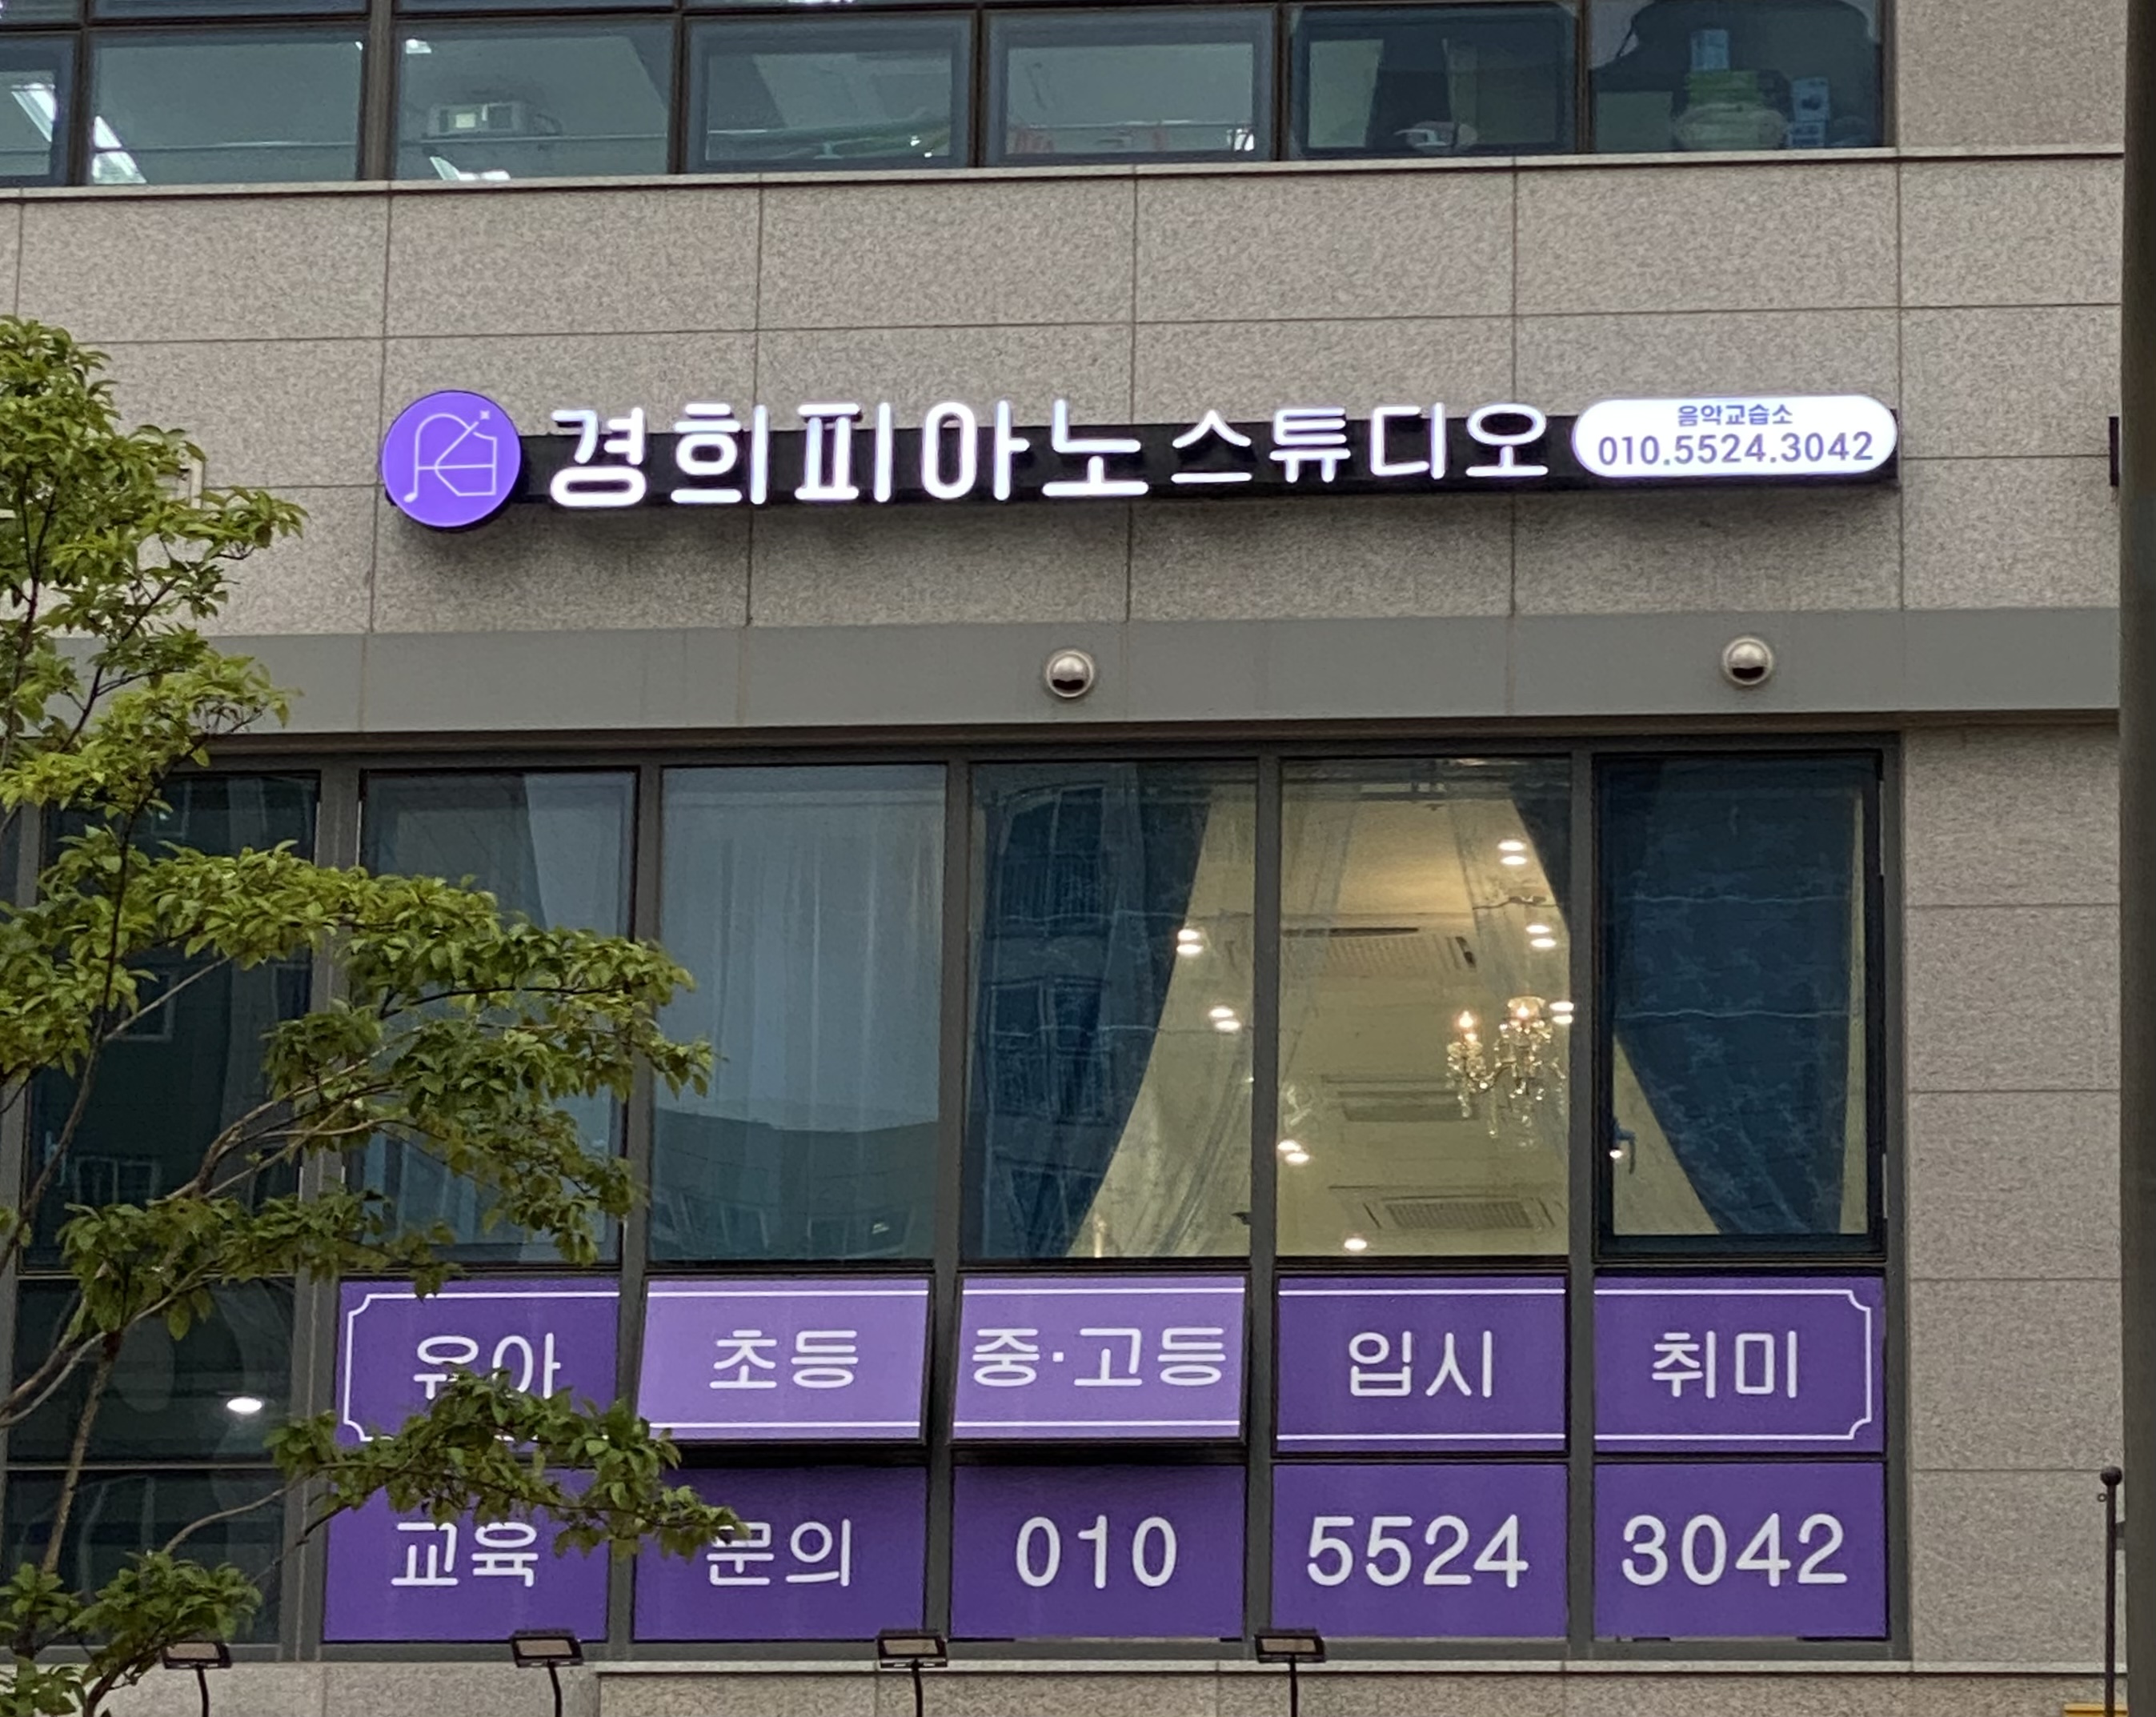 경희피아노스튜디오
음악교습소
010.5524.3042
유아 초등 중·고등 입시 취미
교육 문의 010 5524 3042